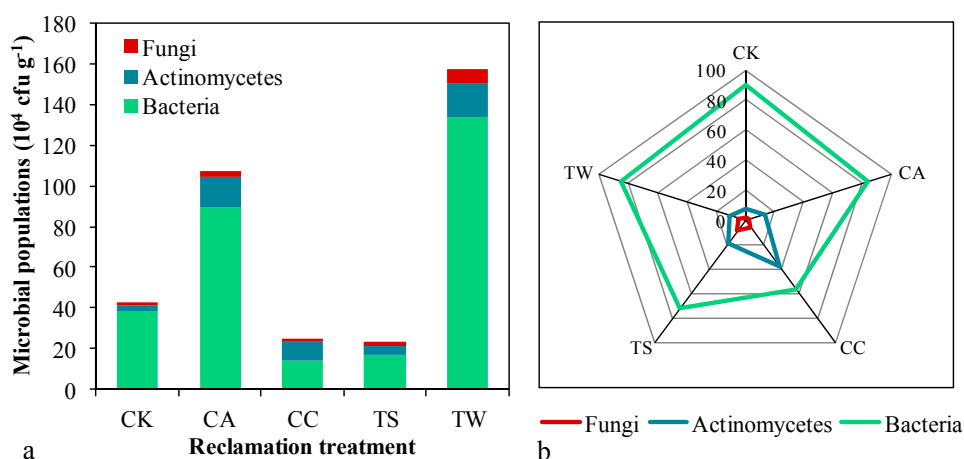 a
180
160
140
120
100
80
60
40
20
0
Microbial populations (10⁴ cfu g⁻¹)
Fungi
Actinomycetes
Bacteria
CK CA CC TS TW
Reclamation treatment
b
CK
100
80
60
40
20
0
TW
CA
TS
CC
Fungi Actinomycetes Bacteria